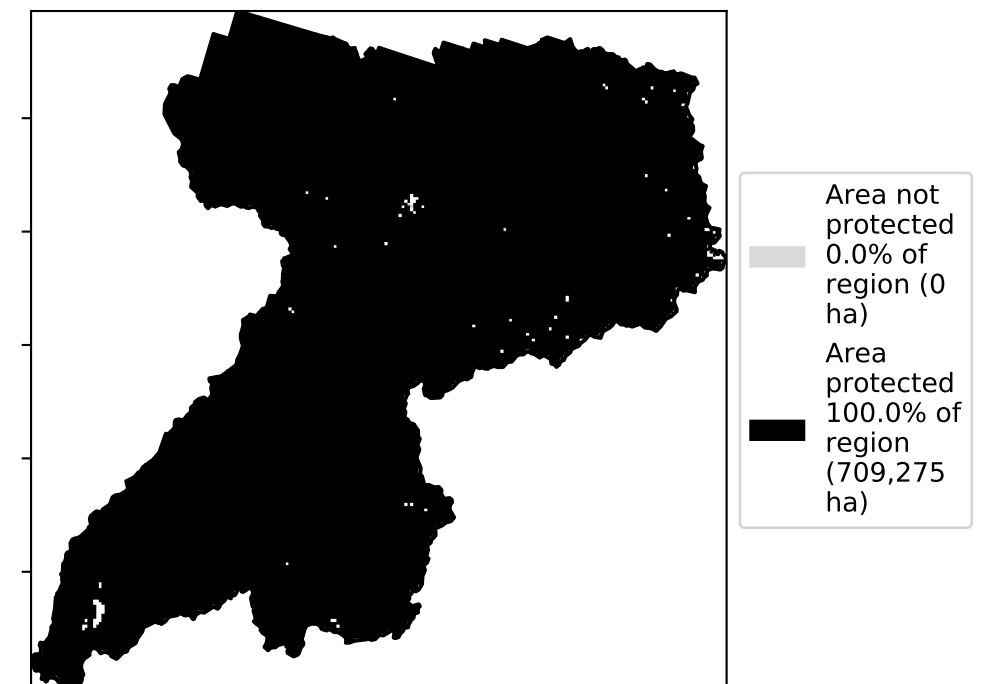 Area not
protected
0.0% of
region (0
ha)
Area
protected
100.0% of
region
(709,275
ha)